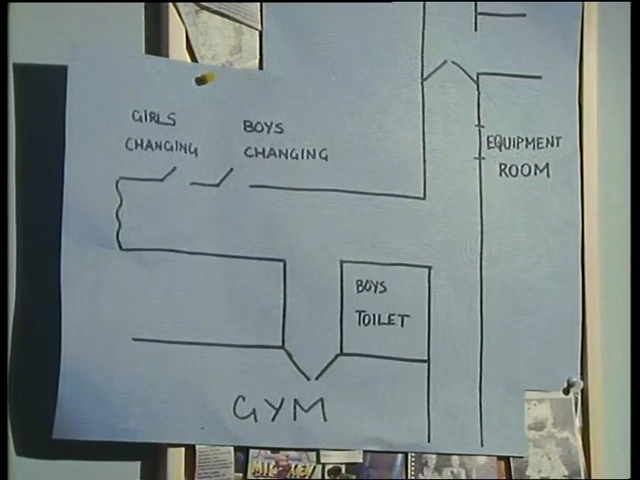 GIRLS
CHANGING
BOYS
CHANGING
EQUIPMENT
ROOM
BOYS
TOILET
GYM